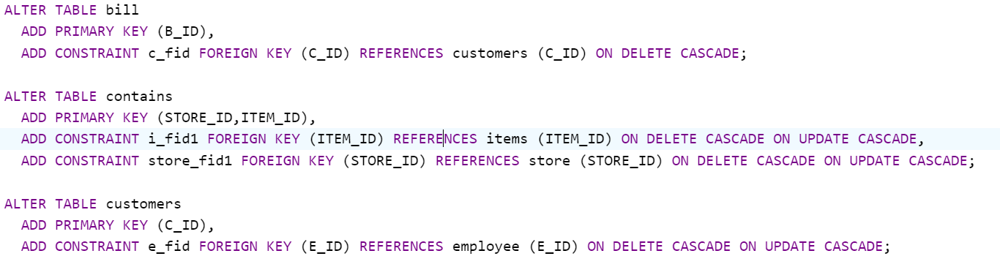 ALTER TABLE bill
ADD PRIMARY KEY (B_ID),
ADD CONSTRAINT c_fid FOREIGN KEY (C_ID) REFERENCES customers (C_ID) ON DELETE CASCADE;
ALTER TABLE contains
ADD PRIMARY KEY (STORE_ID,ITEM_ID),
ADD CONSTRAINT i_fid1 FOREIGN KEY (ITEM_ID) REFERENCES items (ITEM_ID) ON DELETE CASCADE ON UPDATE CASCADE,
ADD CONSTRAINT store_fid1 FOREIGN KEY (STORE_ID) REFERENCES store (STORE_ID) ON DELETE CASCADE ON UPDATE CASCADE;
ALTER TABLE customers
ADD PRIMARY KEY (C_ID),
ADD CONSTRAINT e_fid FOREIGN KEY (E_ID) REFERENCES employee (E_ID) ON DELETE CASCADE ON UPDATE CASCADE;